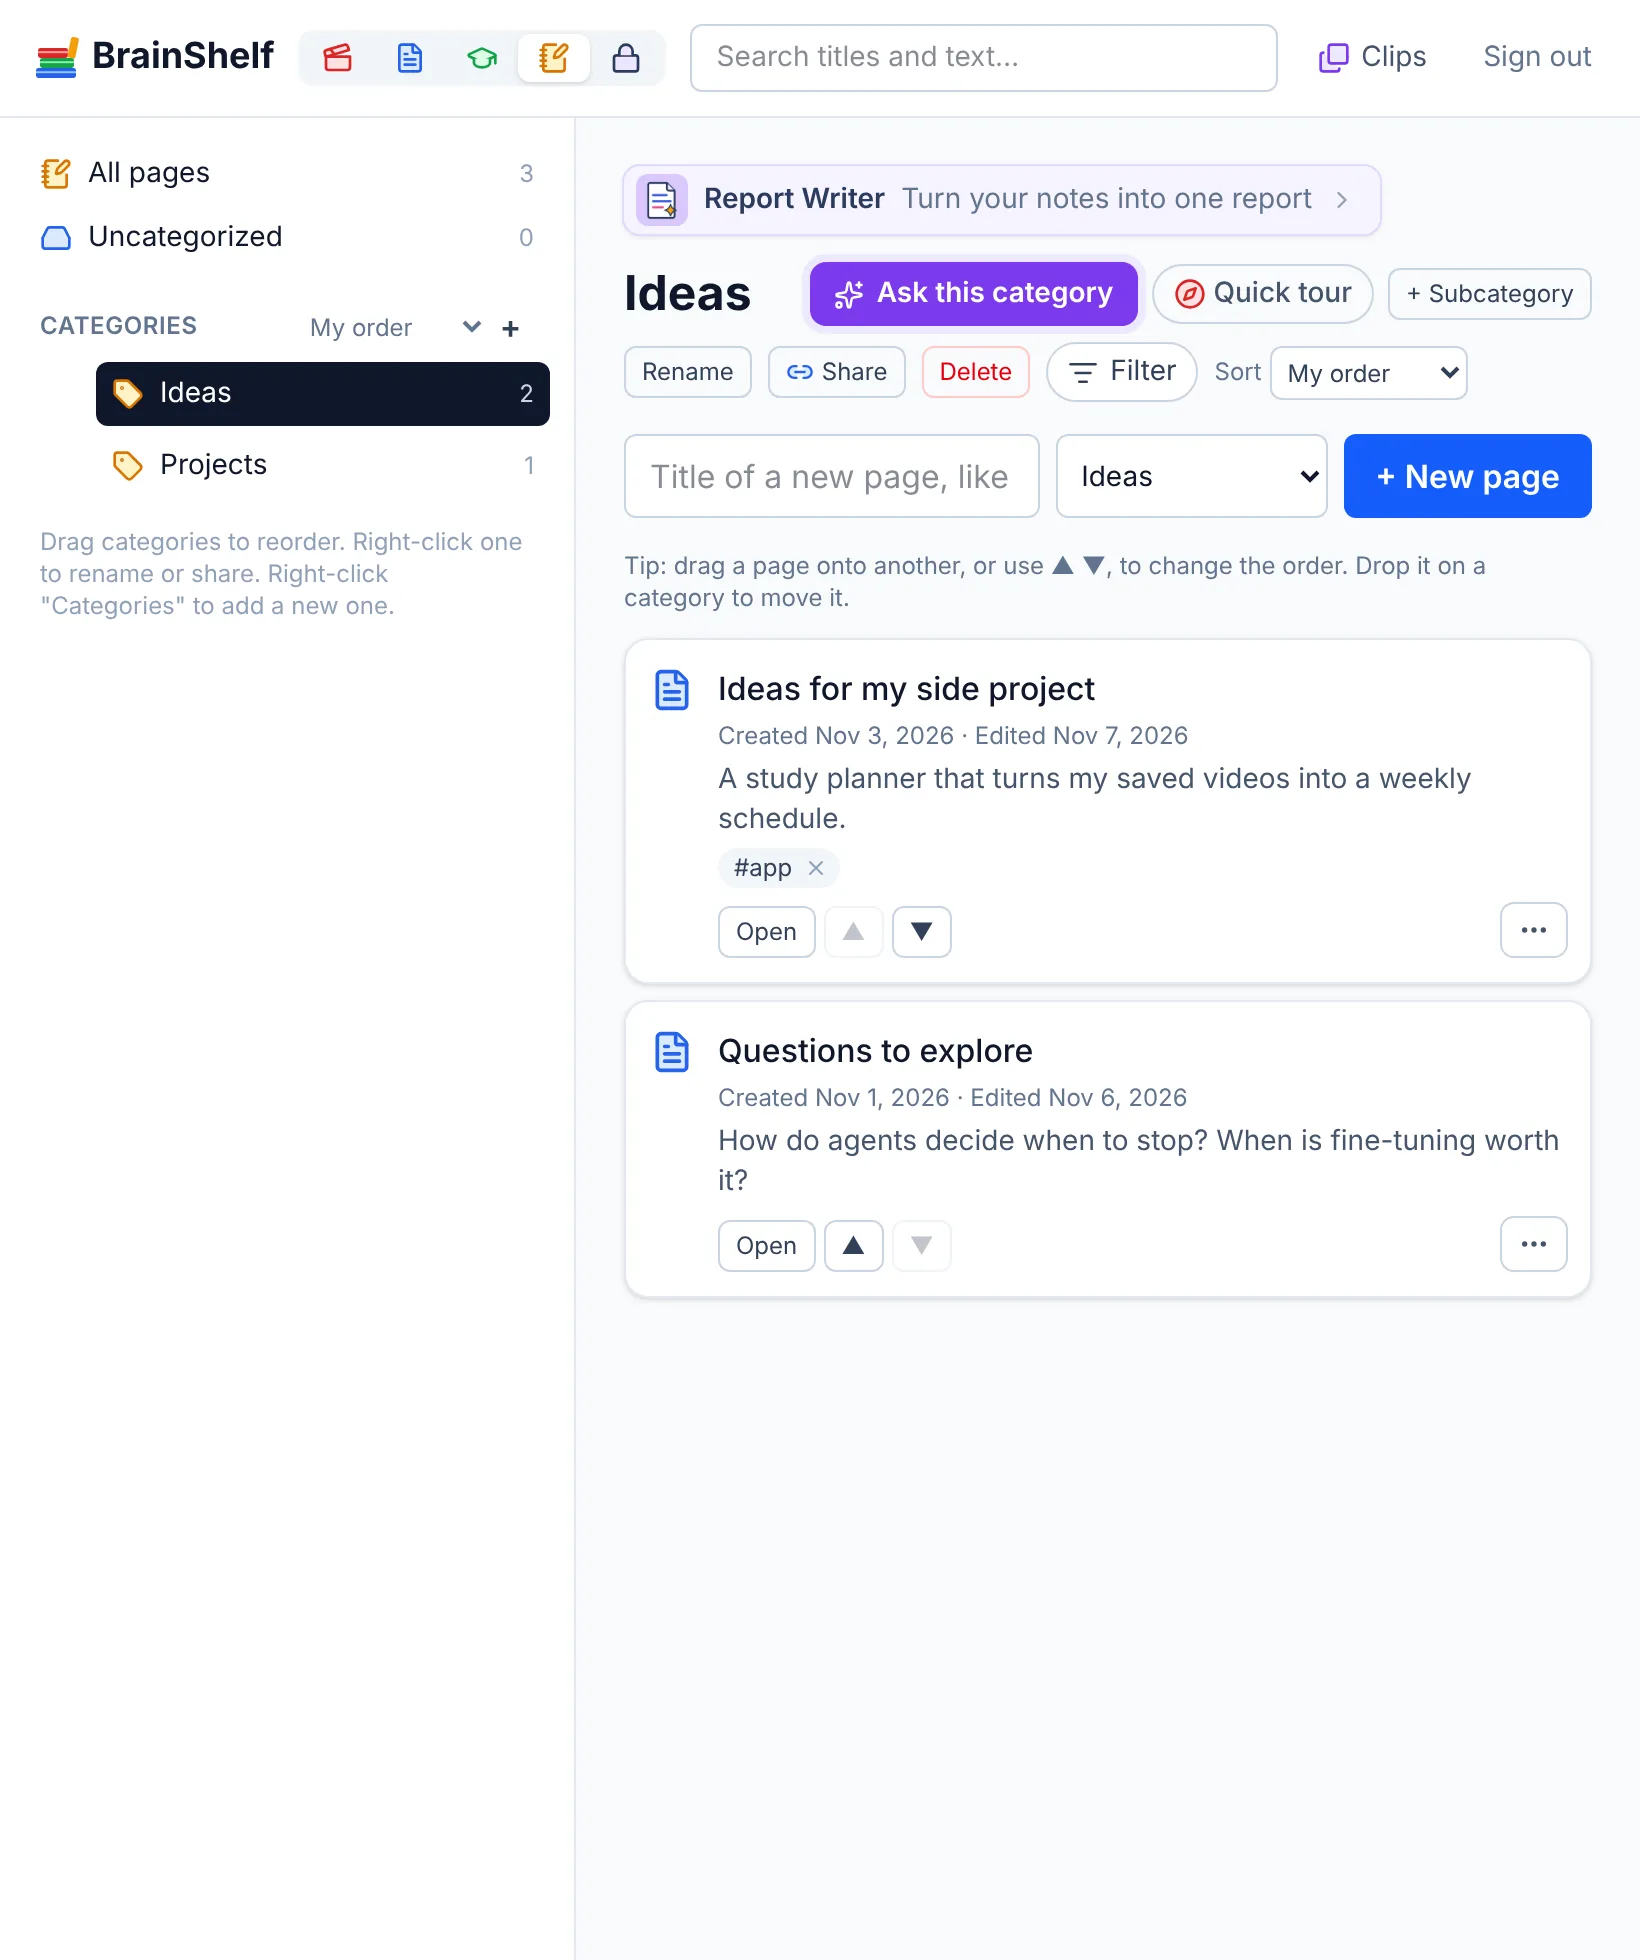 BrainShelf
Search titles and text...
Clips
Sign out
All pages 3
Uncategorized 0
CATEGORIES My order +
Ideas 2
Projects 1
Drag categories to reorder. Right-click one
to rename or share. Right-click
"Categories" to add a new one.
Report Writer Turn your notes into one report
Ideas
Ask this category
Quick tour
+ Subcategory
Rename
Share
Delete
Filter
Sort My order
Title of a new page, like
Ideas
+ New page
Tip: drag a page onto another, or use ▲ ▼, to change the order. Drop it on a
category to move it.
Ideas for my side project
Created Nov 3, 2026 · Edited Nov 7, 2026
A study planner that turns my saved videos into a weekly
schedule.
#app ×
Open ▲ ▼ ···
Questions to explore
Created Nov 1, 2026 · Edited Nov 6, 2026
How do agents decide when to stop? When is fine-tuning worth
it?
Open ▲ ▼ ···